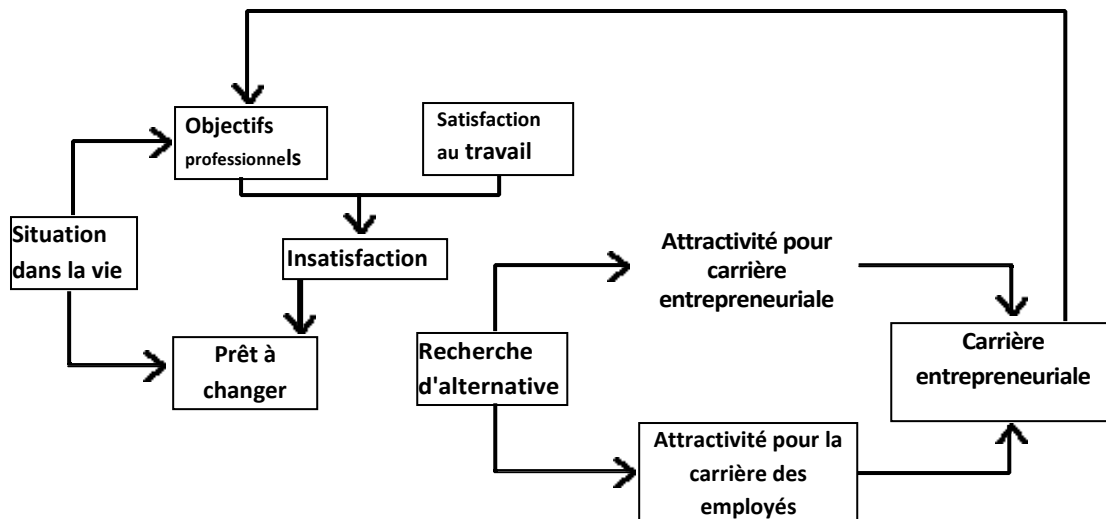 Objectifs
professionnels
Satisfaction
au travail
Situation
dans la vie
Insatisfaction
Attractivité pour
carrière
entrepreneuriale
Prêt à
changer
Recherche
d'alternative
Carrière
entrepreneuriale
Attractivité pour la
carrière des
employés